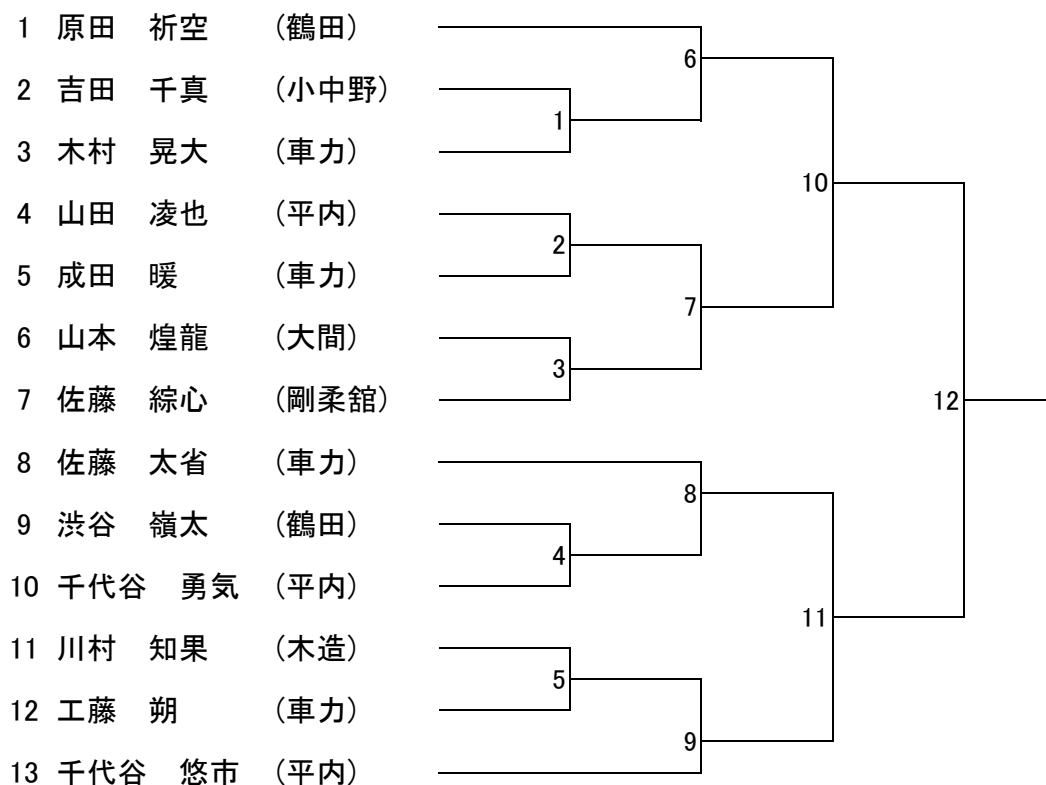 1 原田 祈空 (鶴田)
6
2 吉田 千真 (小中野)
1
3 木村 晃大 (車力)
10
4 山田 凌也 (平内)
2
5 成田 暖 (車力)
7
6 山本 煌龍 (大間)
3
7 佐藤 綜心 (剛柔舘)
12
8 佐藤 太省 (車力)
8
9 渋谷 嶺太 (鶴田)
4
10 千代谷 勇気 (平内)
11
11 川村 知果 (木造)
5
12 工藤 朔 (車力)
9
13 千代谷 悠市 (平内)